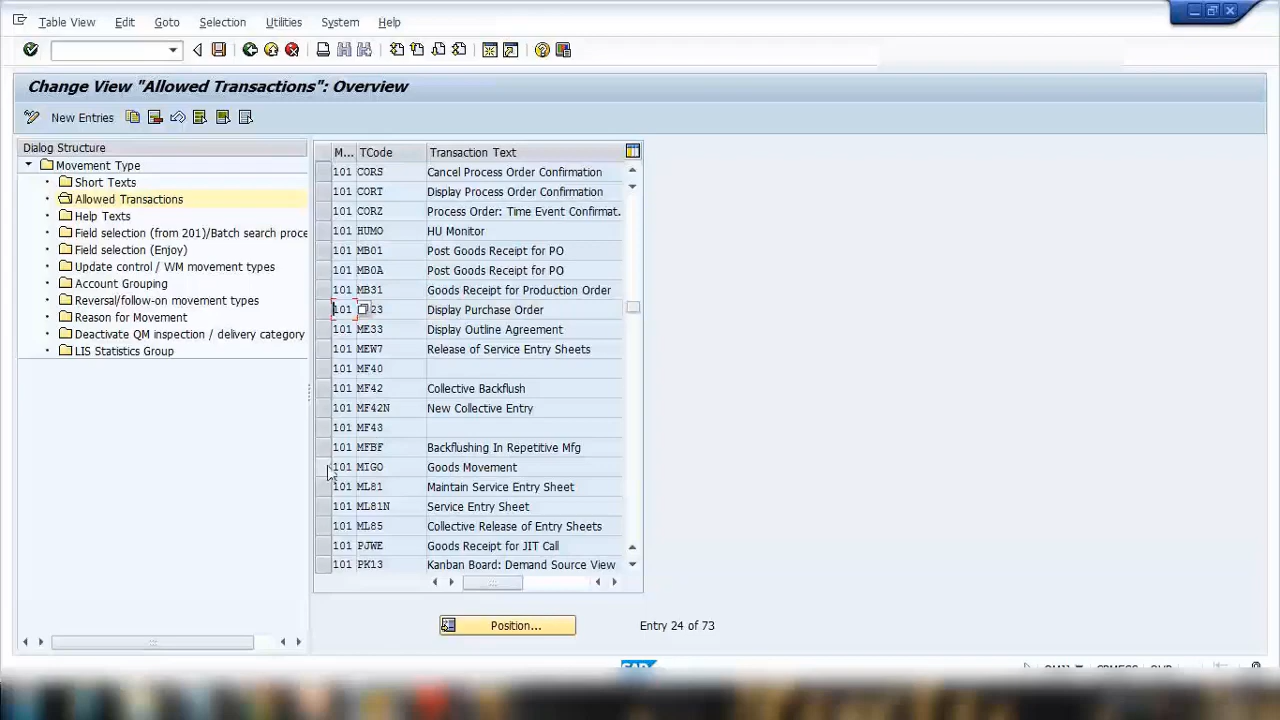 Table View Edit Goto Selection Utilities System Help
Change View "Allowed Transactions": Overview
New Entries
Dialog Structure
Movement Type
Short Texts
Allowed Transactions
Help Texts
Field selection (from 201)/Batch search proce
Field selection (Enjoy)
Update control / WM movement types
Account Grouping
Reversal/follow-on movement types
Reason for Movement
Deactivate QM inspection / delivery category
LIS Statistics Group
M... TCode Transaction Text
101 CORS Cancel Process Order Confirmation
101 CORT Display Process Order Confirmation
101 CORZ Process Order: Time Event Confirmat.
101 HUMO HU Monitor
101 MB01 Post Goods Receipt for PO
101 MB0A Post Goods Receipt for PO
101 MB31 Goods Receipt for Production Order
101 23 Display Purchase Order
101 ME33 Display Outline Agreement
101 MEW7 Release of Service Entry Sheets
101 MF40
101 MF42 Collective Backflush
101 MF42N New Collective Entry
101 MF43
101 MFBF Backflushing In Repetitive Mfg
101 MIGO Goods Movement
101 ML81 Maintain Service Entry Sheet
101 ML81N Service Entry Sheet
101 ML85 Collective Release of Entry Sheets
101 PJWE Goods Receipt for JIT Call
101 PK13 Kanban Board: Demand Source View
Position... Entry 24 of 73
SAP